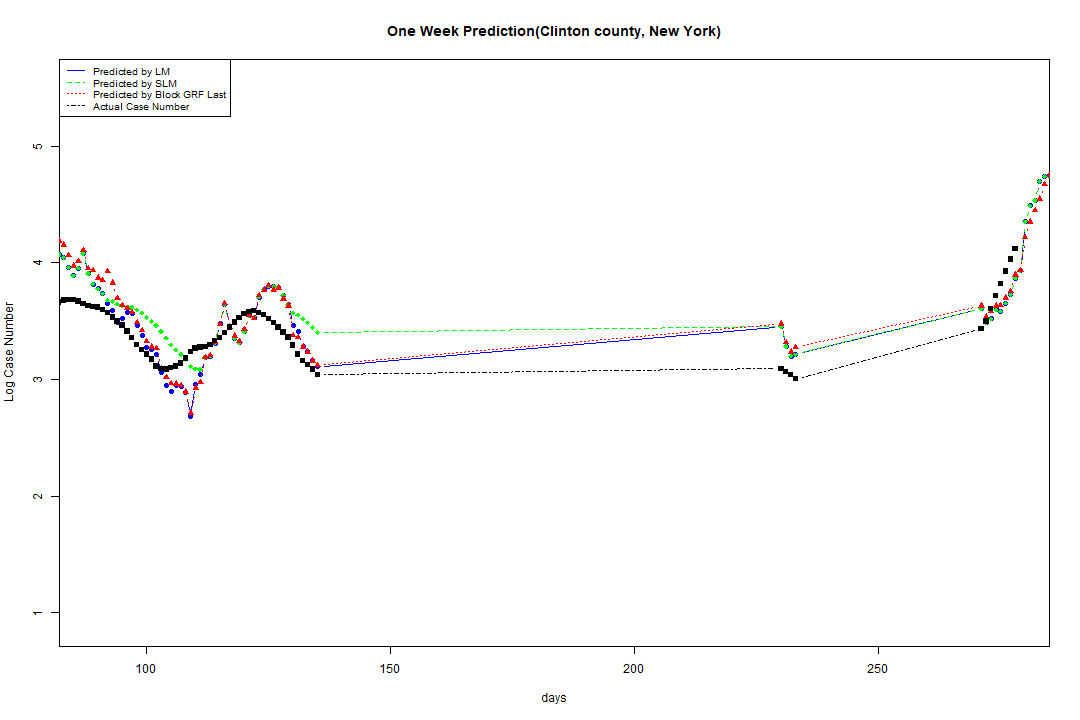 One Week Prediction(Clinton county, New York)
Predicted by LM
Predicted by SLM
Predicted by Block GRF Last
Actual Case Number
5
4
3
2
1
Log Case Number
100
150
200
250
days